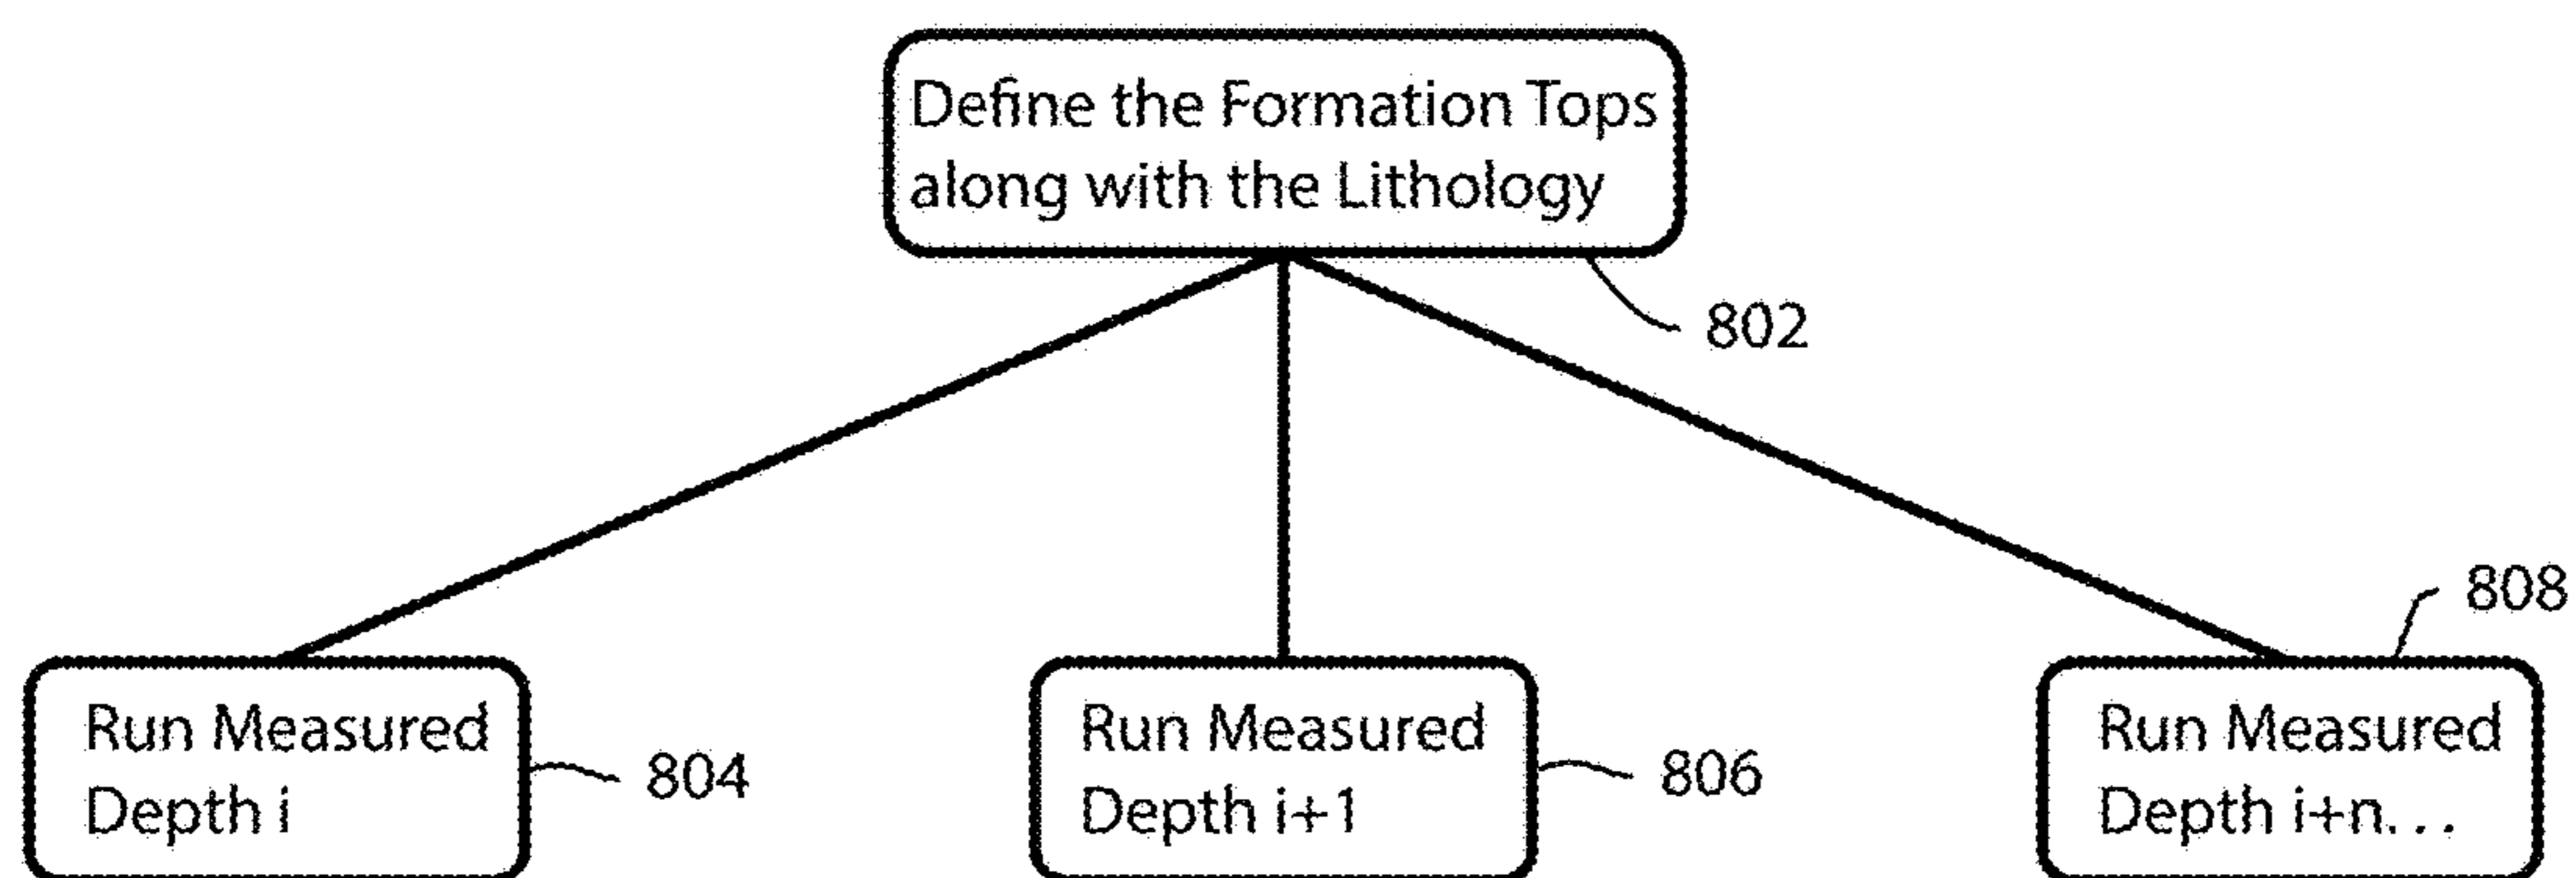 Define the Formation Tops
along with the Lithology
802
808
Run Measured
Depth i
804
Run Measured
Depth i+1
806
Run Measured
Depth i+n...